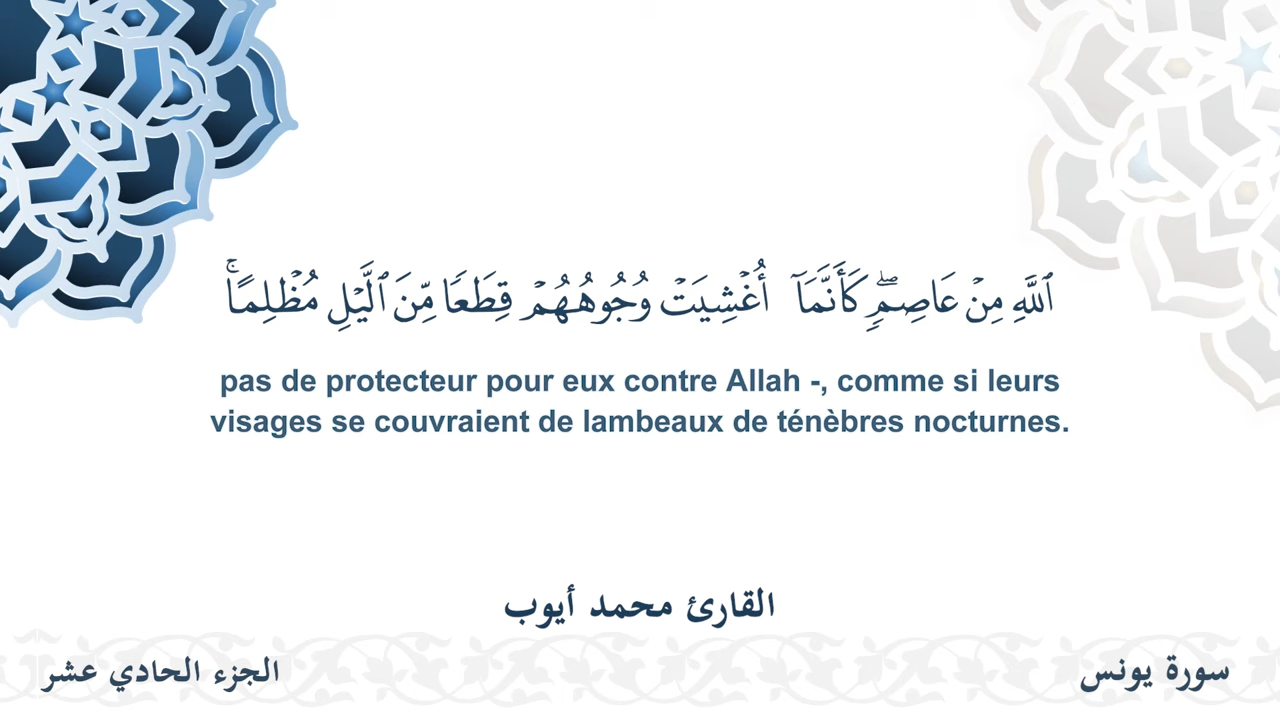 ٱللَّهِ مِنۡ عَاصِمٖۖ كَأَنَّمَآ أُغۡشِيَتۡ وُجُوهُهُمۡ قِطَعٗا مِّنَ ٱلَّيۡلِ مُظۡلِمًاۚ
pas de protecteur pour eux contre Allah -, comme si leurs
visages se couvraient de lambeaux de ténèbres nocturnes.
القارئ محمد أيوب
سورة يونس
الجزء الحادي عشر